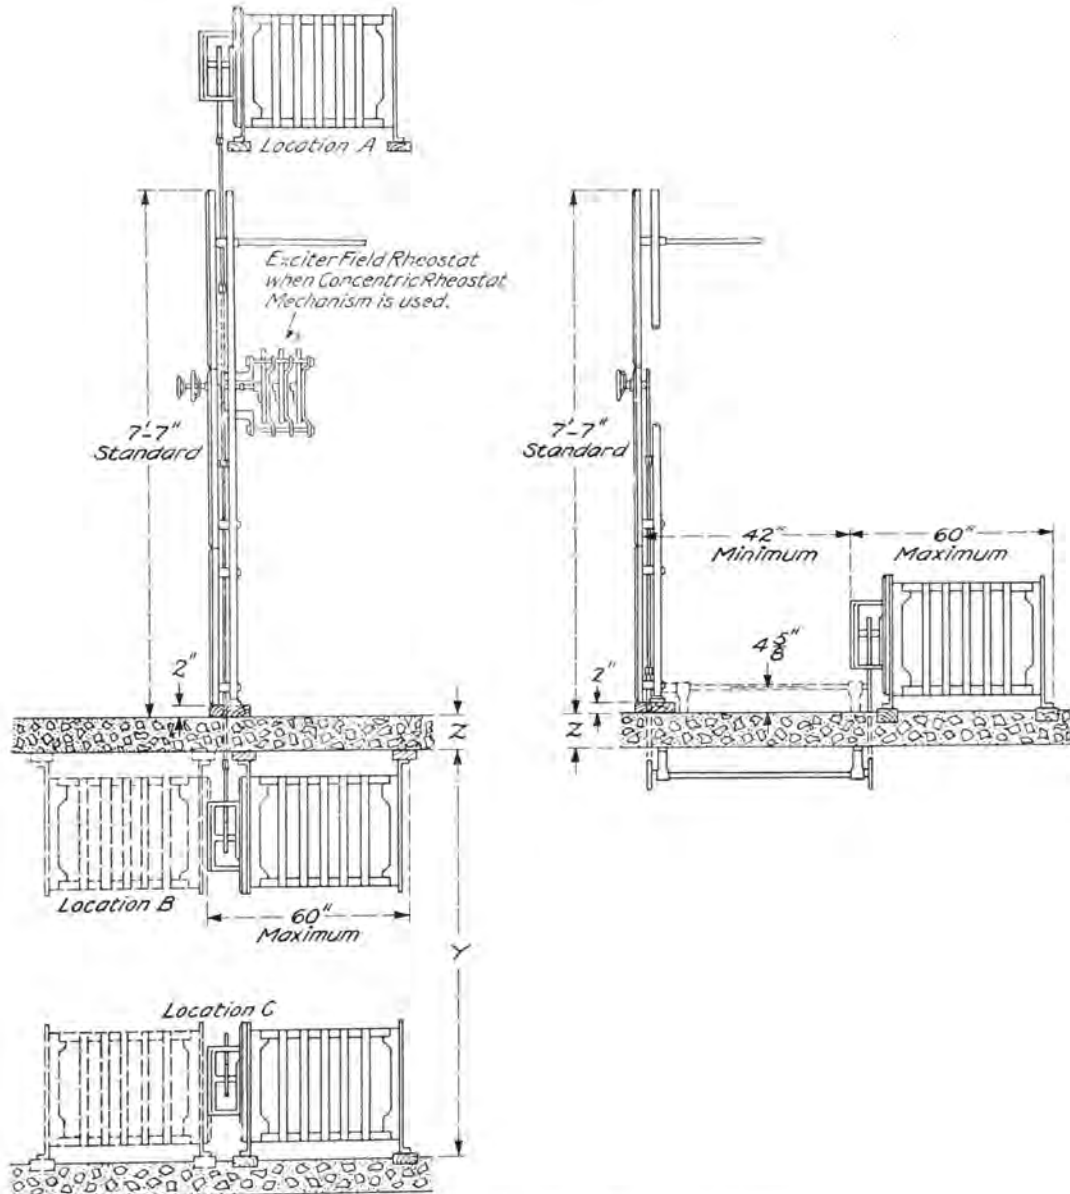 Location A
Exciter Field Rheostat
when Concentric Rheostat
Mechanism is used.
7'-7"
Standard
2"
Z
Location B
60"
Maximum
Y
Location C
7'-7"
Standard
42"
Minimum
60"
Maximum
4 5/8"
2"
Z